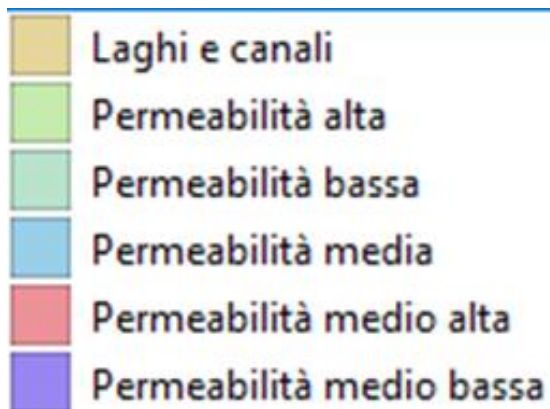 Laghi e canali
Permeabilità alta
Permeabilità bassa
Permeabilità media
Permeabilità medio alta
Permeabilità medio bassa